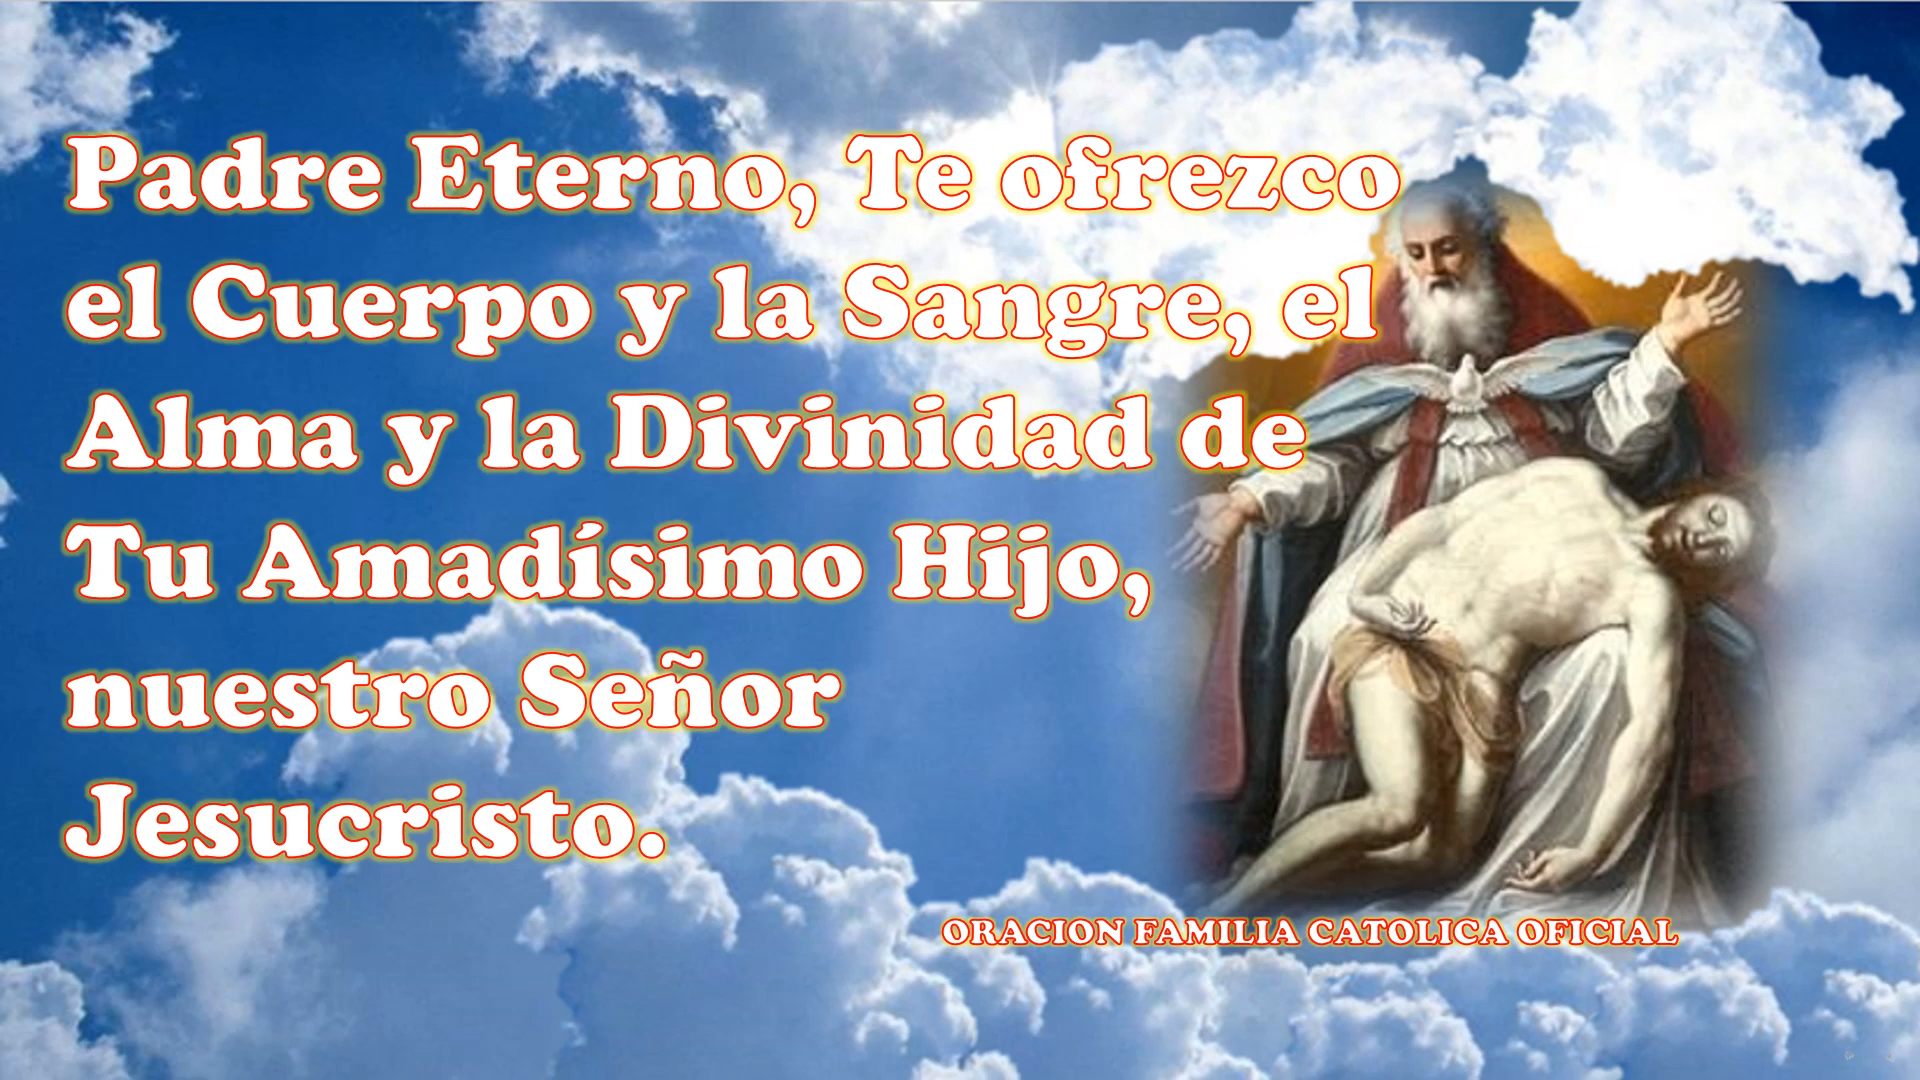 Padre Eterno, Te ofrezco
el Cuerpo y la Sangre, el
Alma y la Divinidad de
Tu Amadísimo Hijo,
nuestro Señor
Jesucristo.
ORACION FAMILIA CATOLICA OFICIAL